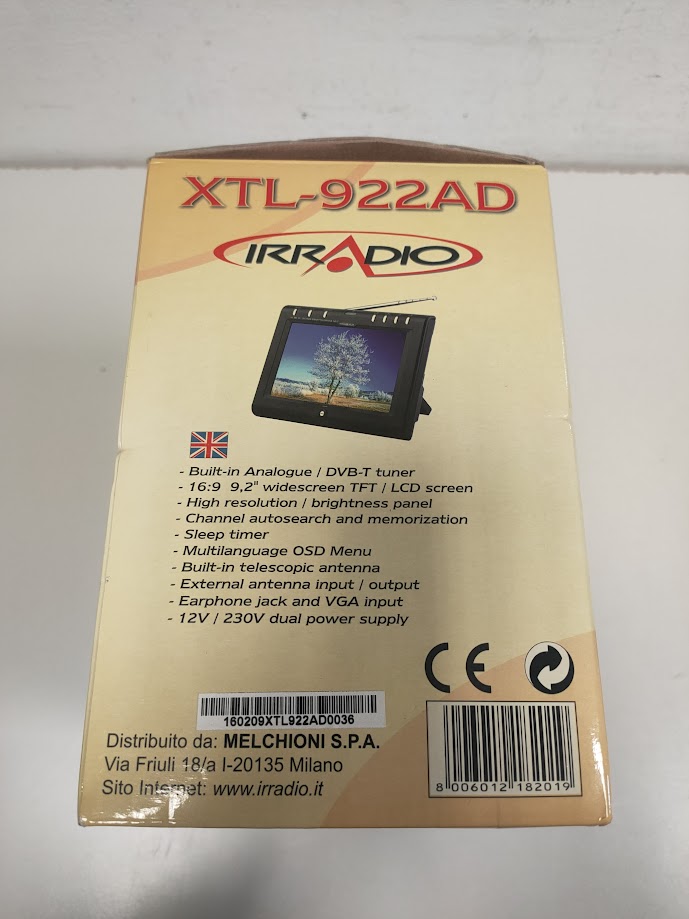 XTL-922AD
IRRADIO
- Built-in Analogue / DVB-T tuner
- 16:9 9,2" widescreen TFT / LCD screen
- High resolution / brightness panel
- Channel autosearch and memorization
- Sleep timer
- Multilanguage OSD Menu
- Built-in telescopic antenna
- External antenna input / output
- Earphone jack and VGA input
- 12V / 230V dual power supply
CE
160209XTL922AD0036
Distribuito da: MELCHIONI S.P.A.
Via Friuli 18/a I-20135 Milano
Sito Internet: www.irradio.it
8 006012 182019